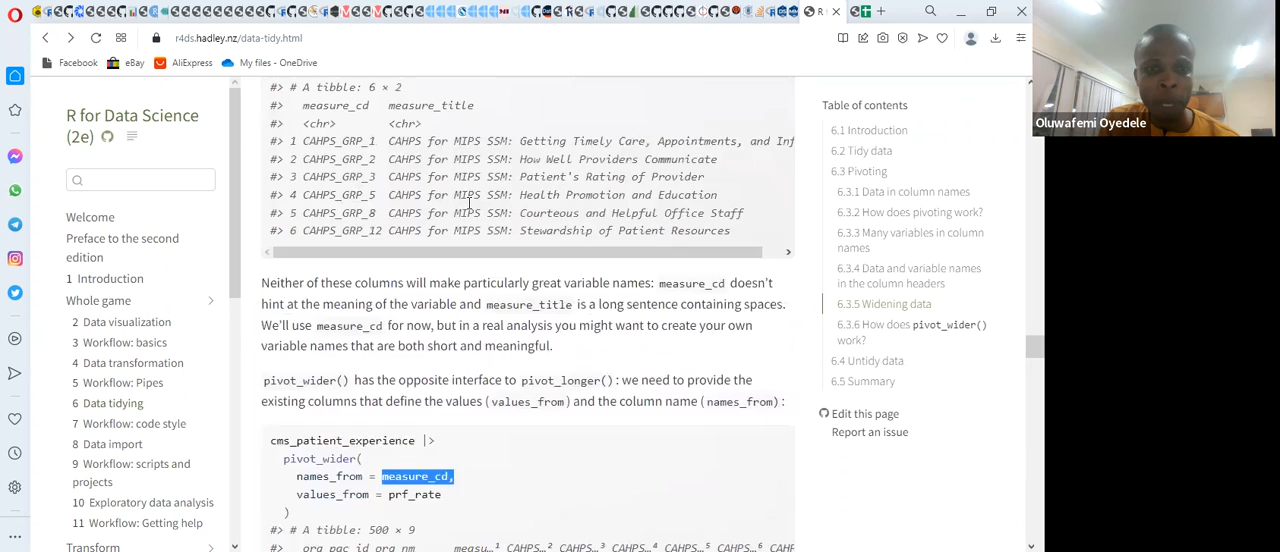 r4ds.hadley.nz/data-tidy.html
Facebook
eBay
AliExpress
My files - OneDrive
R for Data Science
(2e)
Welcome
Preface to the second
edition
1 Introduction
Whole game
2 Data visualization
3 Workflow: basics
4 Data transformation
5 Workflow: Pipes
6 Data tidying
7 Workflow: code style
8 Data import
9 Workflow: scripts and
projects
10 Exploratory data analysis
11 Workflow: Getting help
Transform
#> # A tibble: 6 × 2
#> measure_cd measure_title
#> <chr> <chr>
#> 1 CAHPS_GRP_1 CAHPS for MIPS SSM: Getting Timely Care, Appointments, and Inf
#> 2 CAHPS_GRP_2 CAHPS for MIPS SSM: How Well Providers Communicate
#> 3 CAHPS_GRP_3 CAHPS for MIPS SSM: Patient's Rating of Provider
#> 4 CAHPS_GRP_5 CAHPS for MIPS SSM: Health Promotion and Education
#> 5 CAHPS_GRP_8 CAHPS for MIPS SSM: Courteous and Helpful Office Staff
#> 6 CAHPS_GRP_12 CAHPS for MIPS SSM: Stewardship of Patient Resources
Neither of these columns will make particularly great variable names: measure_cd doesn't
hint at the meaning of the variable and measure_title is a long sentence containing spaces.
We'll use measure_cd for now, but in a real analysis you might want to create your own
variable names that are both short and meaningful.
pivot_wider() has the opposite interface to pivot_longer(): we need to provide the
existing columns that define the values (values_from) and the column name (names_from):
cms_patient_experience |>
pivot_wider(
names_from = measure_cd,
values_from = prf_rate
)
#> # A tibble: 500 × 9
#> org_pac_id org_nm measu…¹ CAHPS…² CAHPS…³ CAHPS…⁴ CAHPS…⁵ CAHPS…⁶ CAHPS
Table of contents
6.1 Introduction
6.2 Tidy data
6.3 Pivoting
6.3.1 Data in column names
6.3.2 How does pivoting work?
6.3.3 Many variables in column
names
6.3.4 Data and variable names
in the column headers
6.3.5 Widening data
6.3.6 How does pivot_wider()
work?
6.4 Untidy data
6.5 Summary
Edit this page
Report an issue
Oluwafemi Oyedele